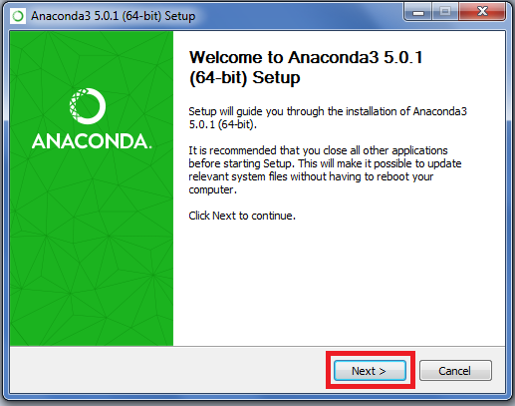 Anaconda3 5.0.1 (64-bit) Setup
Welcome to Anaconda3 5.0.1
(64-bit) Setup
Setup will guide you through the installation of Anaconda3
5.0.1 (64-bit).
It is recommended that you close all other applications
before starting Setup. This will make it possible to update
relevant system files without having to reboot your
computer.
Click Next to continue.
ANACONDA.
Next >
Cancel